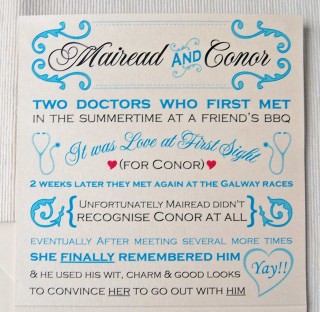 Mairead AND Conor
TWO DOCTORS WHO FIRST MET
IN THE SUMMERTIME AT A FRIEND'S BBQ
It was Love at First Sight
(FOR CONOR)
2 WEEKS LATER THEY MET AGAIN AT THE GALWAY RACES
UNFORTUNATELY MAIREAD DIDN'T
RECOGNISE CONOR AT ALL
EVENTUALLY AFTER MEETING SEVERAL MORE TIMES
SHE FINALLY REMEMBERED HIM
& HE USED HIS WIT, CHARM & GOOD LOOKS
TO CONVINCE HER TO GO OUT WITH HIM
Yay!!